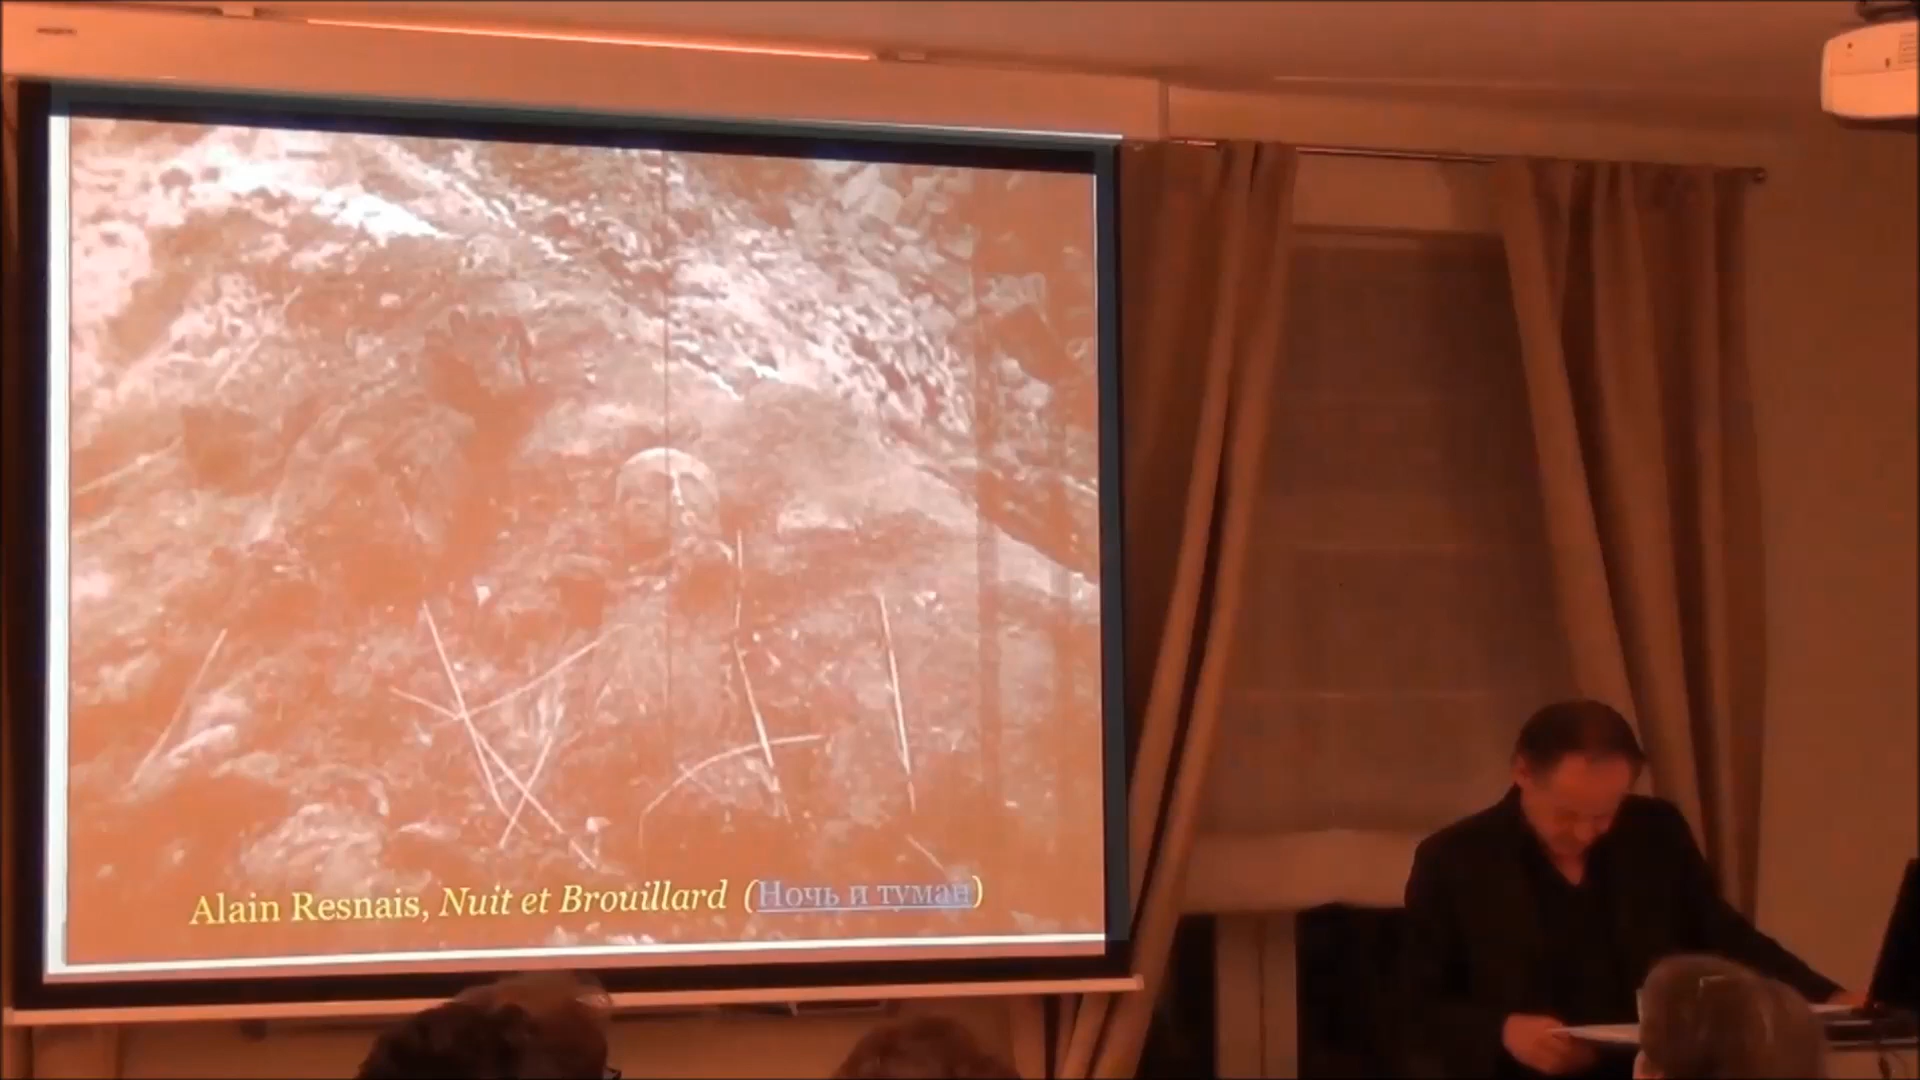 Alain Resnais, Nuit et Brouillard (Ночь и туман)